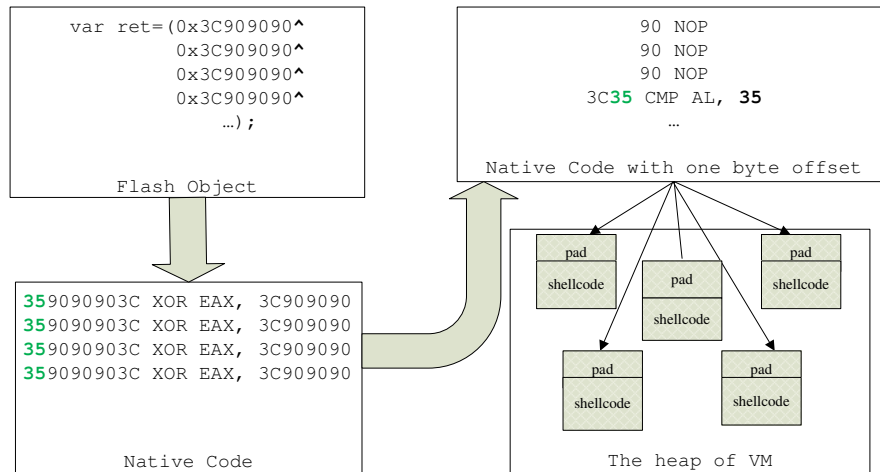 var ret=(0x3C909090^
0x3C909090^
0x3C909090^
0x3C909090^
…);
Flash Object
90 NOP
90 NOP
90 NOP
3C35 CMP AL, 35
…
Native Code with one byte offset
359090903C XOR EAX, 3C909090
359090903C XOR EAX, 3C909090
359090903C XOR EAX, 3C909090
359090903C XOR EAX, 3C909090
Native Code
pad
shellcode
pad
shellcode
pad
shellcode
pad
shellcode
pad
shellcode
The heap of VM